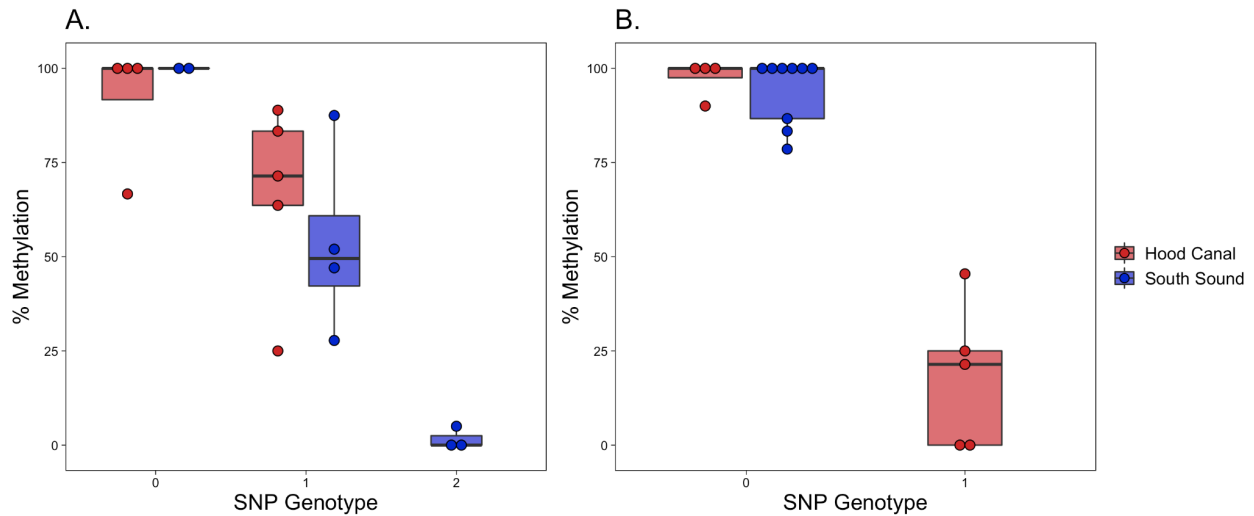 A.
% Methylation
100
75
50
25
0
0 1 2
SNP Genotype
B.
% Methylation
100
75
50
25
0
0 1
SNP Genotype
Hood Canal
South Sound